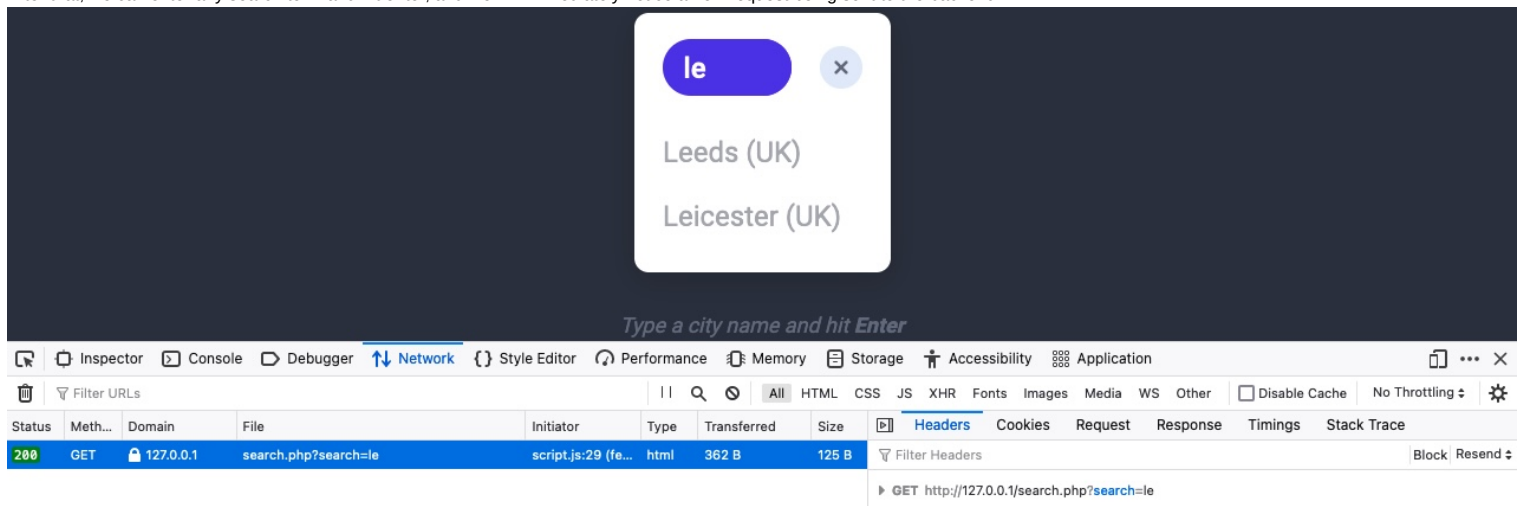 le
Leeds (UK)
Leicester (UK)
Type a city name and hit Enter
Inspector Console Debugger Network {} Style Editor Performance Memory Storage Accessibility Application
Filter URLs All HTML CSS JS XHR Fonts Images Media WS Other Disable Cache No Throttling
Status Meth... Domain File Initiator Type Transferred Size Headers Cookies Request Response Timings Stack Trace
200 GET 127.0.0.1 search.php?search=le script.js:29 (fe... html 362 B 125 B Filter Headers Block Resend
GET http://127.0.0.1/search.php?search=le